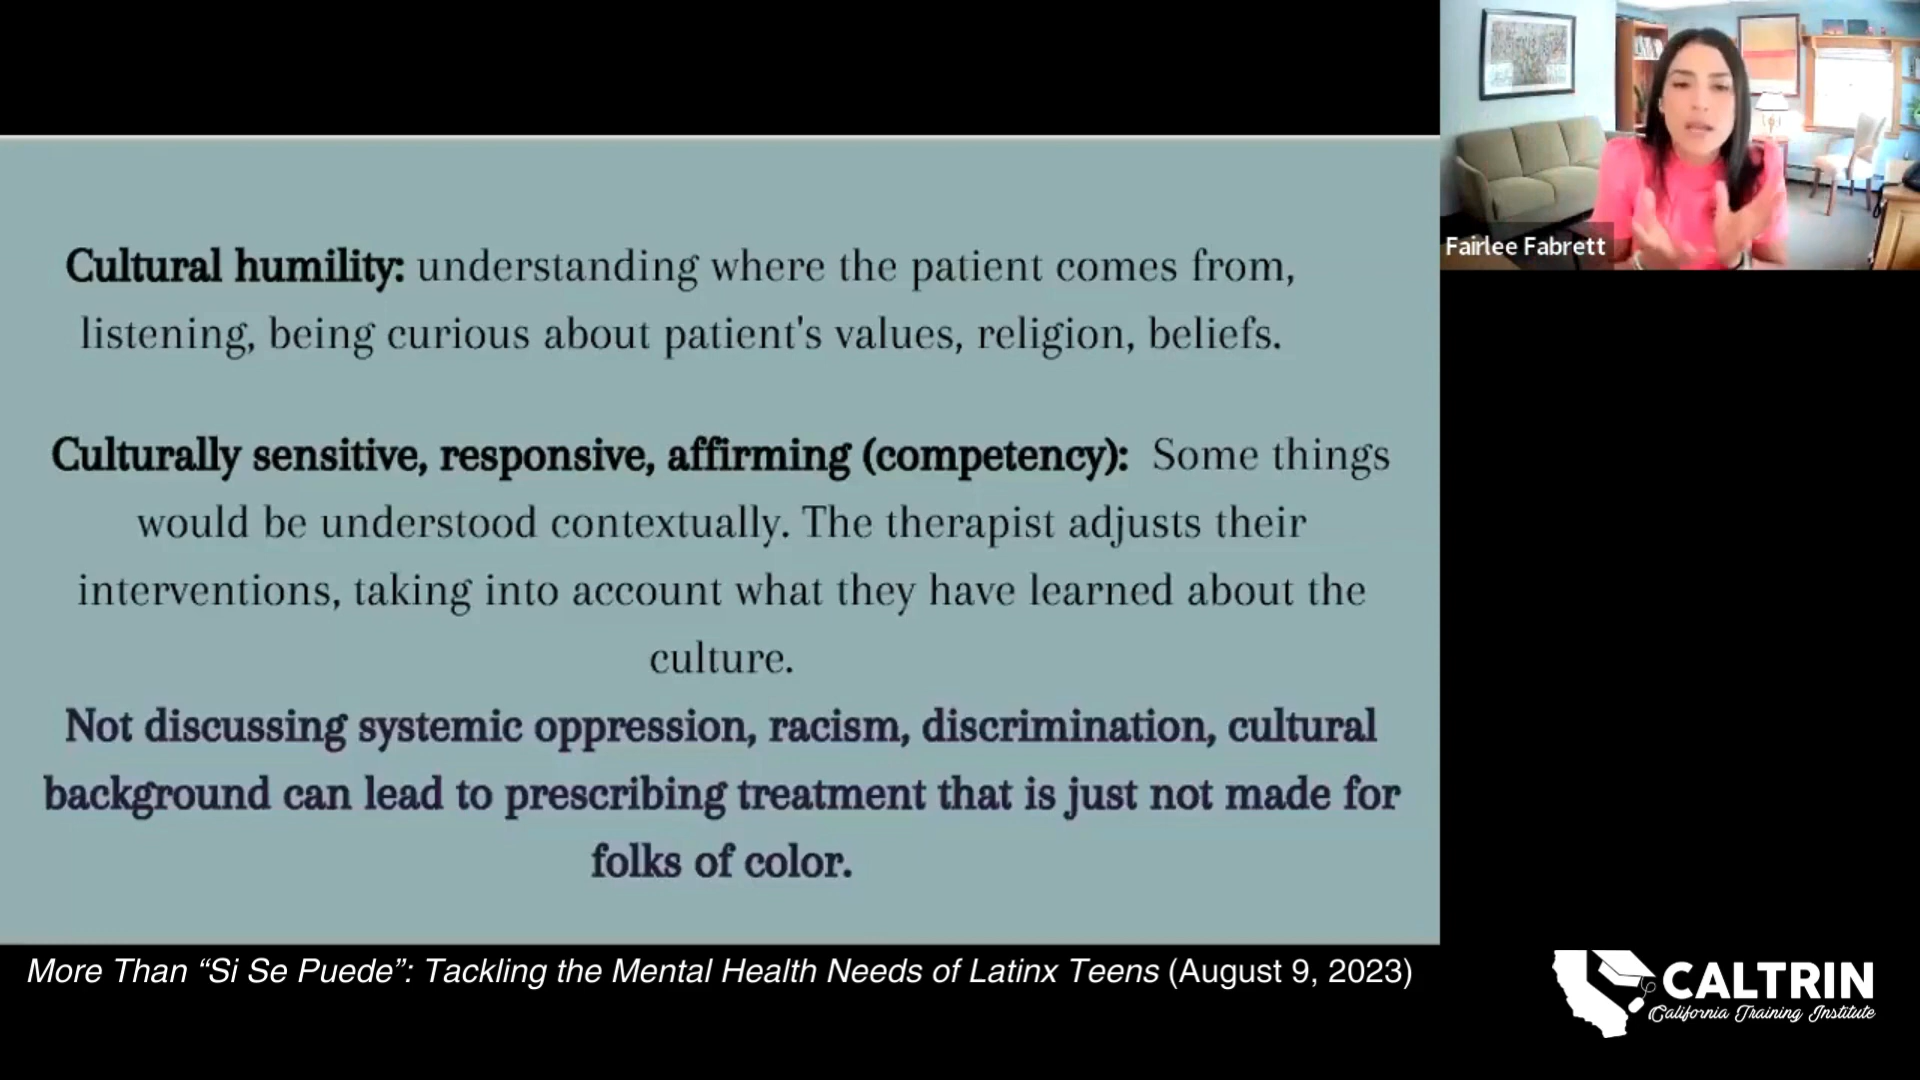 Cultural humility: understanding where the patient comes from,
listening, being curious about patient's values, religion, beliefs.
Culturally sensitive, responsive, affirming (competency): Some things
would be understood contextually. The therapist adjusts their
interventions, taking into account what they have learned about the
culture.
Not discussing systemic oppression, racism, discrimination, cultural
background can lead to prescribing treatment that is just not made for
folks of color.
Fairlee Fabrett
More Than “Si Se Puede”: Tackling the Mental Health Needs of Latinx Teens (August 9, 2023)
CALTRIN
California Training Institute